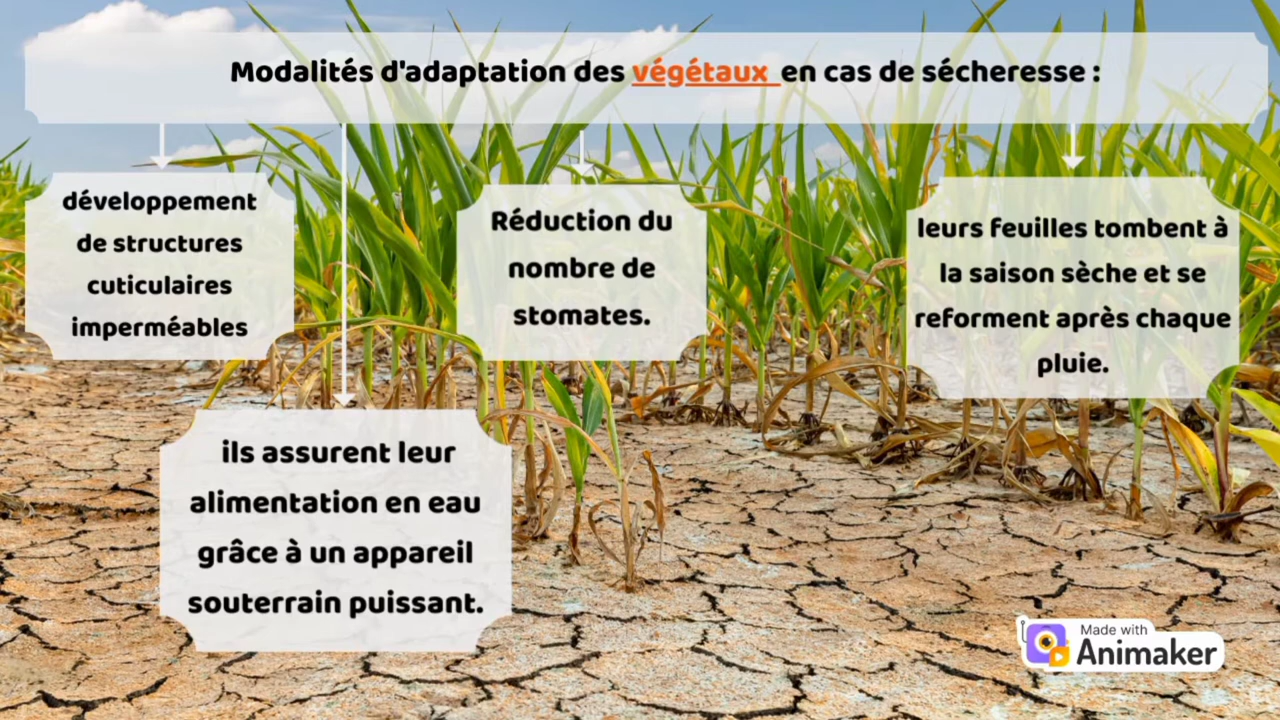 Modalités d'adaptation des végétaux en cas de sécheresse :
développement
de structures
cuticulaires
imperméables
ils assurent leur
alimentation en eau
grâce à un appareil
souterrain puissant.
Réduction du
nombre de
stomates.
leurs feuilles tombent à
la saison sèche et se
reforment après chaque
pluie.
Made with
Animaker